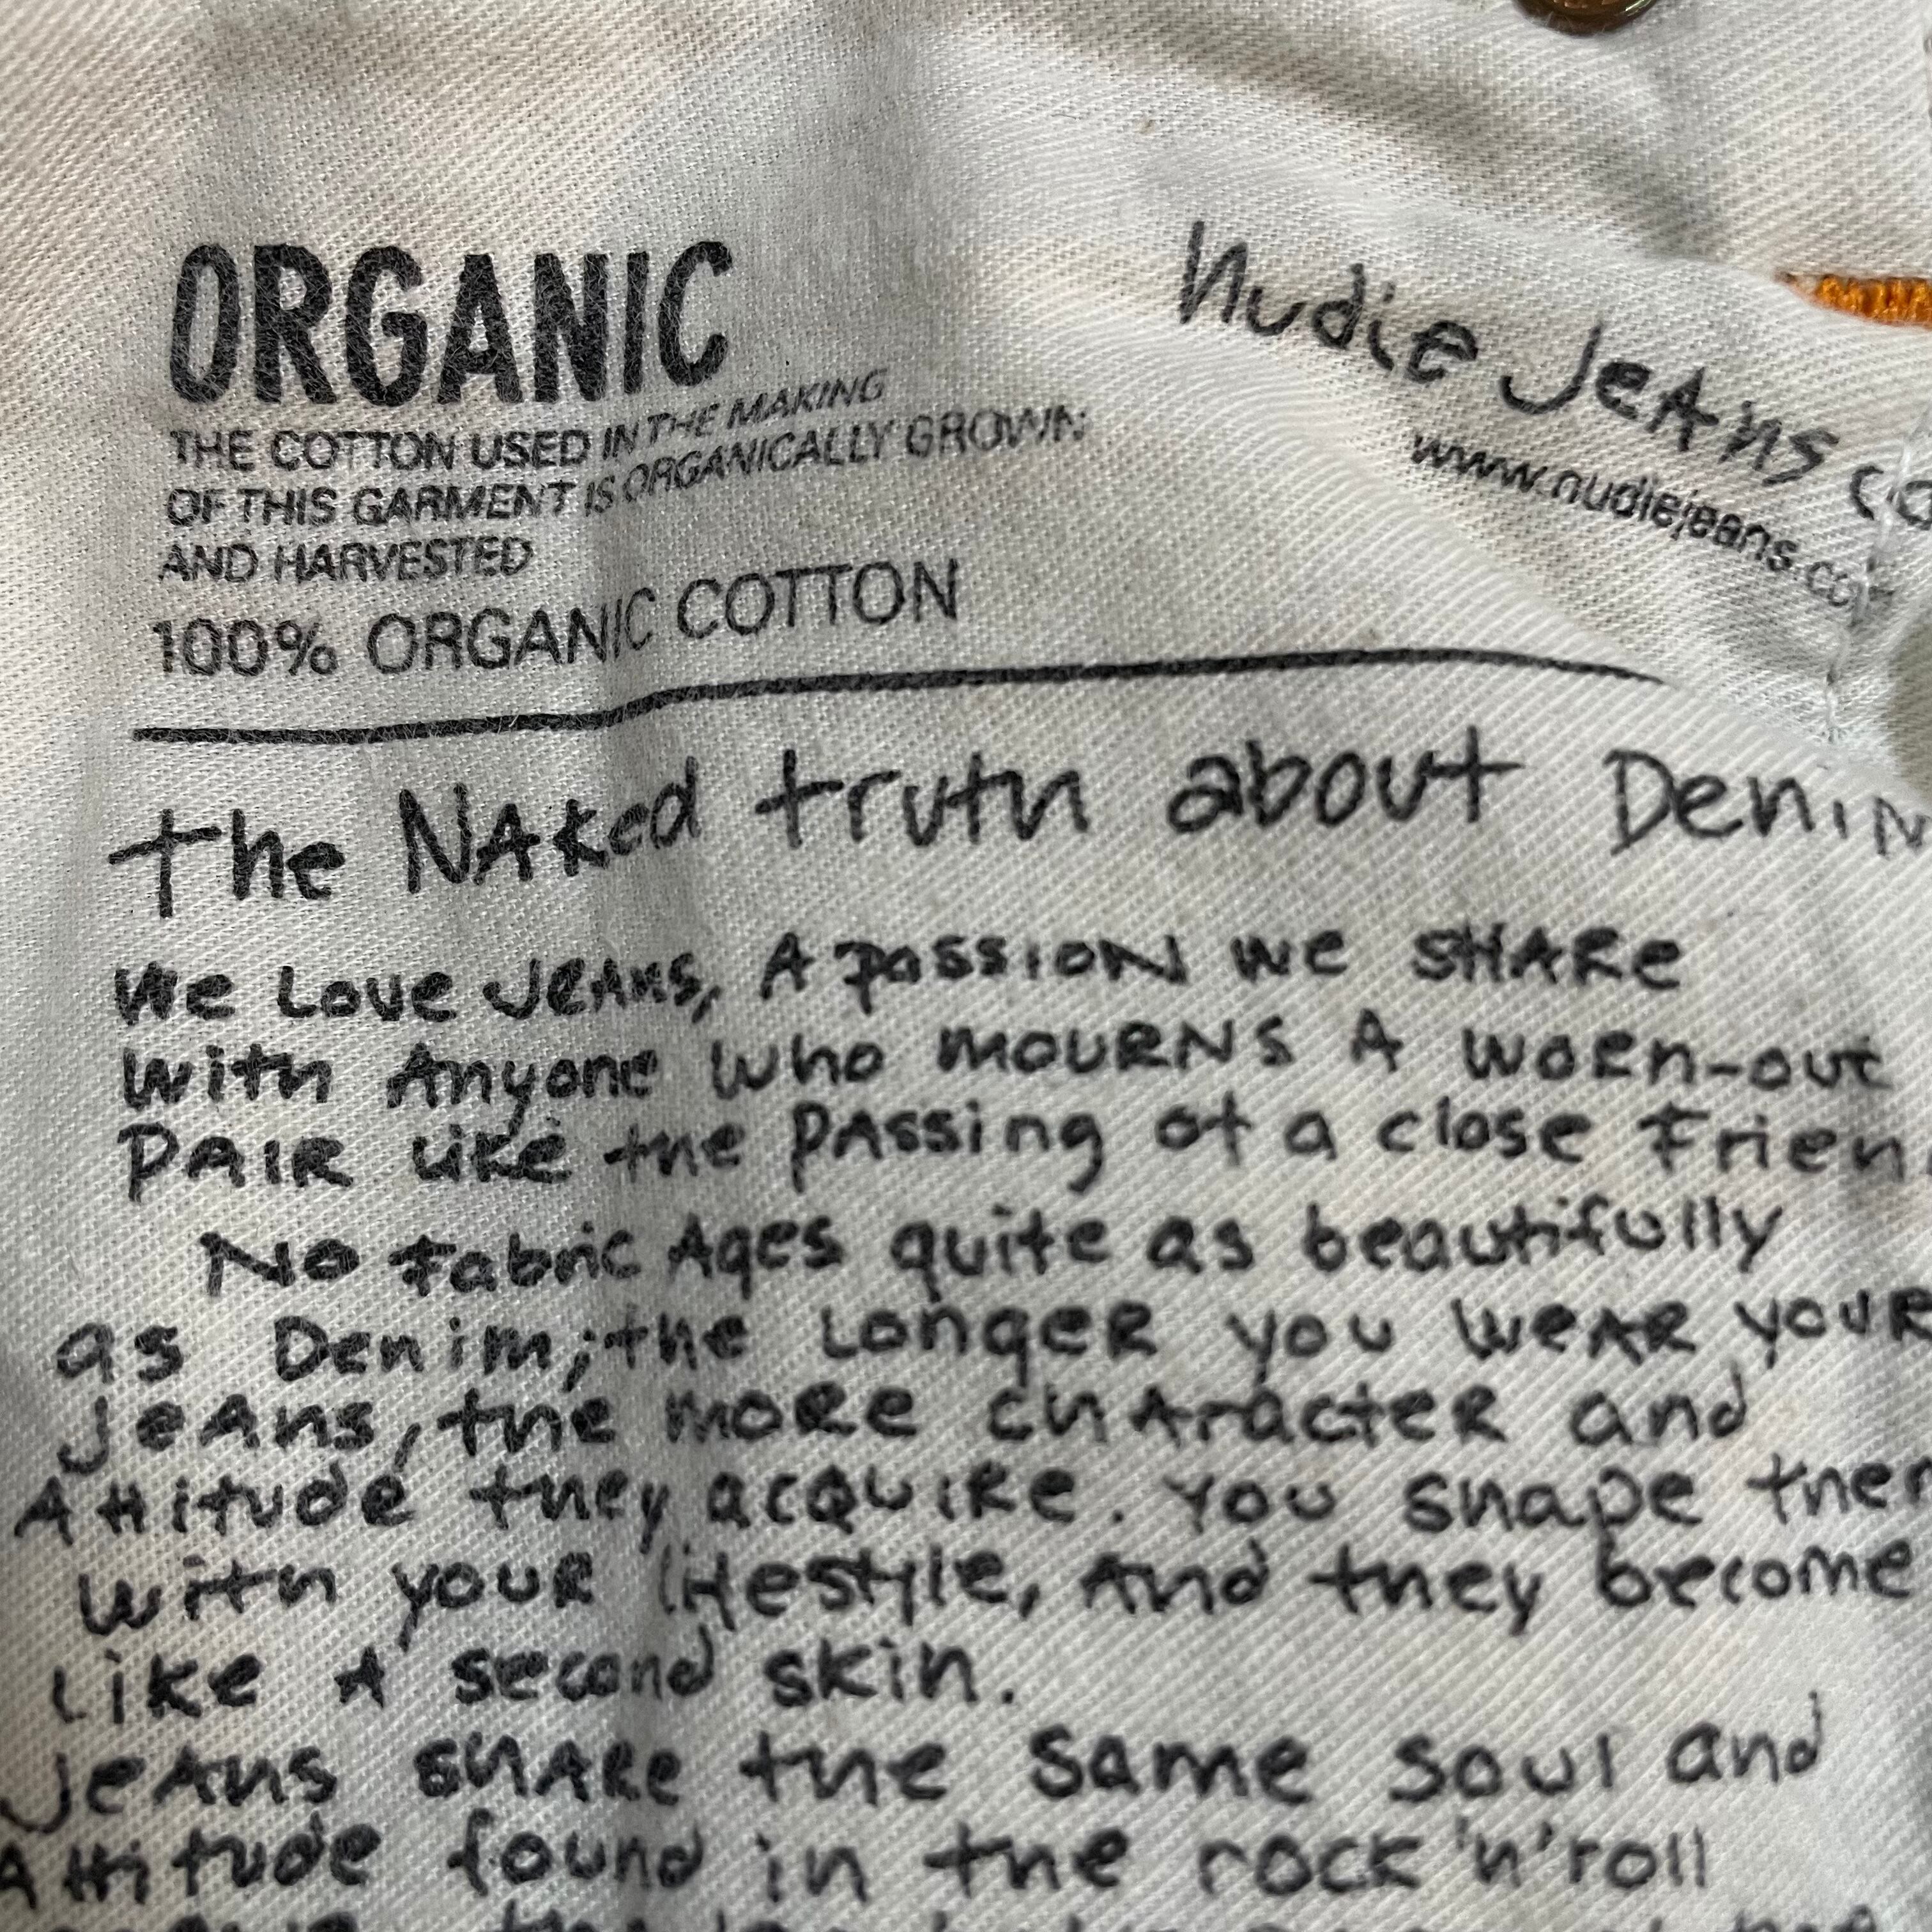 ORGANIC
THE COTTON USED IN THE MAKING
OF THIS GARMENT IS ORGANICALLY GROWN
AND HARVESTED
100% ORGANIC COTTON
nudie JeAns co
www.nudiejeans.co
the NAked truth about Denim
We Love JeANS, A passION we SHARe
with Anyone who MOURNS A woRn-out
PAIR like the PAssing of a close frien
No fabric Ages quite as beautifully
as Denim; the LongeR you weAR youR
JeAns, the moRe chAracteR and
Attitude they acquiRe. You shape them
with youR lifestyle, And they become
like A second skin.
JeAns shARe the same soul and
Attitude found in the rock 'n' roll